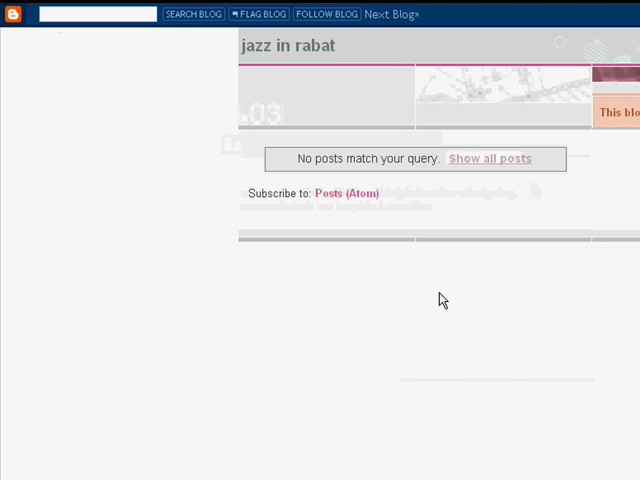 SEARCH BLOG FLAG BLOG FOLLOW BLOG Next Blog»
jazz in rabat
.03
This blo
No posts match your query. Show all posts
Subscribe to: Posts (Atom)